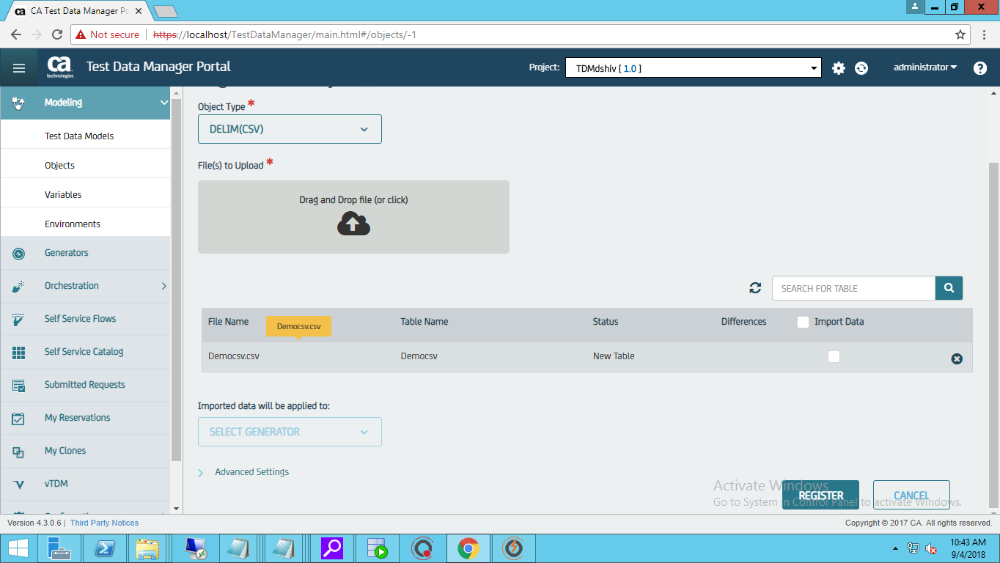 CA Test Data Manager Po
Not secure https://localhost/TestDataManager/main.html#/objects/-1
ca technologies Test Data Manager Portal Project: TDMdshiv [ 1.0 ] administrator ?
Modeling
Test Data Models
Objects
Variables
Environments
Generators
Orchestration
Self Service Flows
Self Service Catalog
Submitted Requests
My Reservations
My Clones
vTDM
Object Type *
DELIM(CSV)
File(s) to Upload *
Drag and Drop file (or click)
SEARCH FOR TABLE
File Name Table Name Status Differences Import Data
Democsv.csv
Democsv.csv Democsv New Table
Imported data will be applied to:
SELECT GENERATOR
Advanced Settings
Activate Windows
Go to System in Control Panel to activate Windows.
REGISTER CANCEL
Version 4.3.0.6 | Third Party Notices Copyright © 2017 CA. All rights reserved.
10:43 AM
9/4/2018